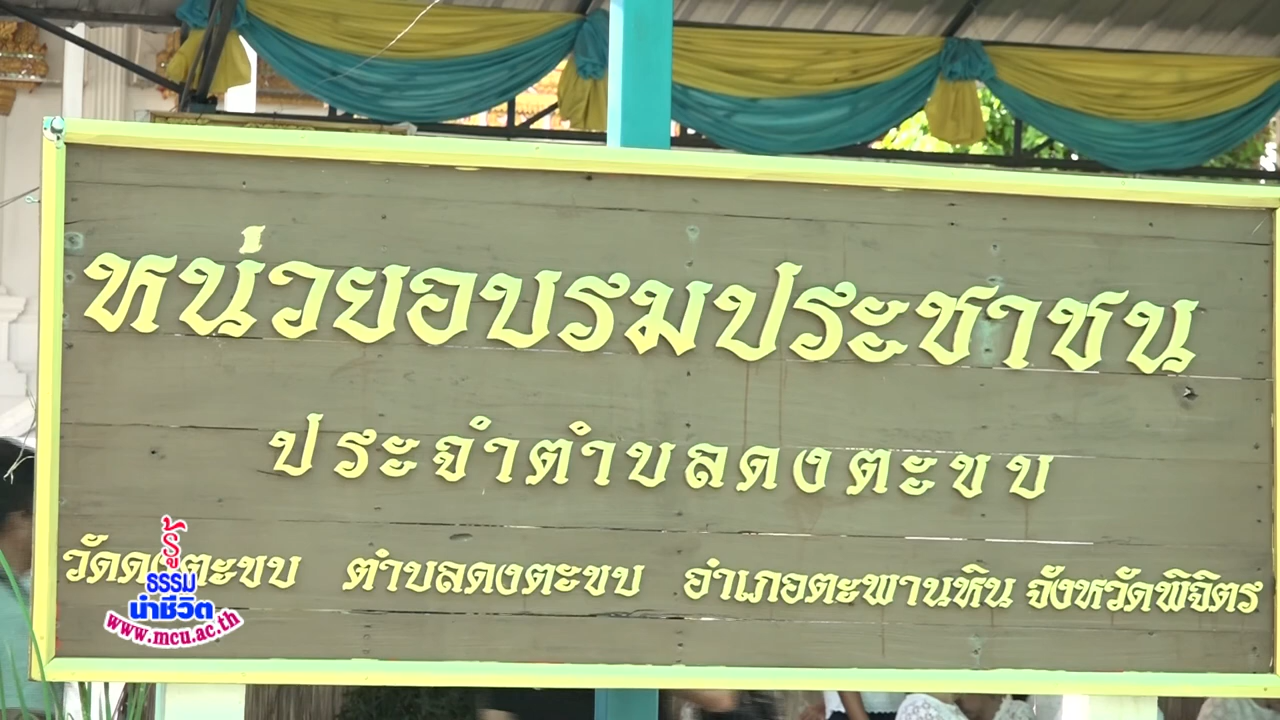 หน่วยอบรมประชาชน
ประจำตำบลดงตะขบ
วัดดงตะขบ ตำบลดงตะขบ อำเภอตะพานหิน จังหวัดพิจิตร
รู้
ธรรม
นำชีวิต
www.mcu.ac.th